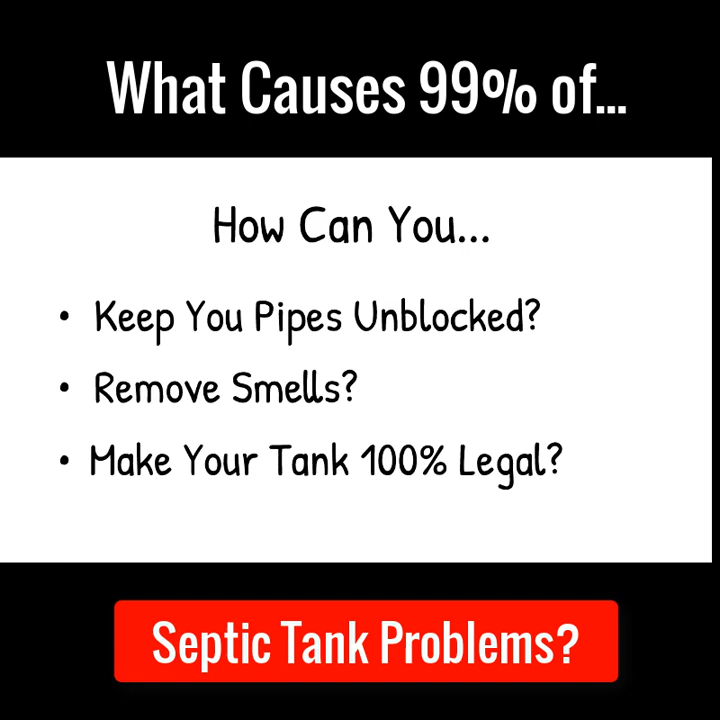 What Causes 99% of...
How Can You...
• Keep You Pipes Unblocked?
• Remove Smells?
• Make Your Tank 100% Legal?
Septic Tank Problems?